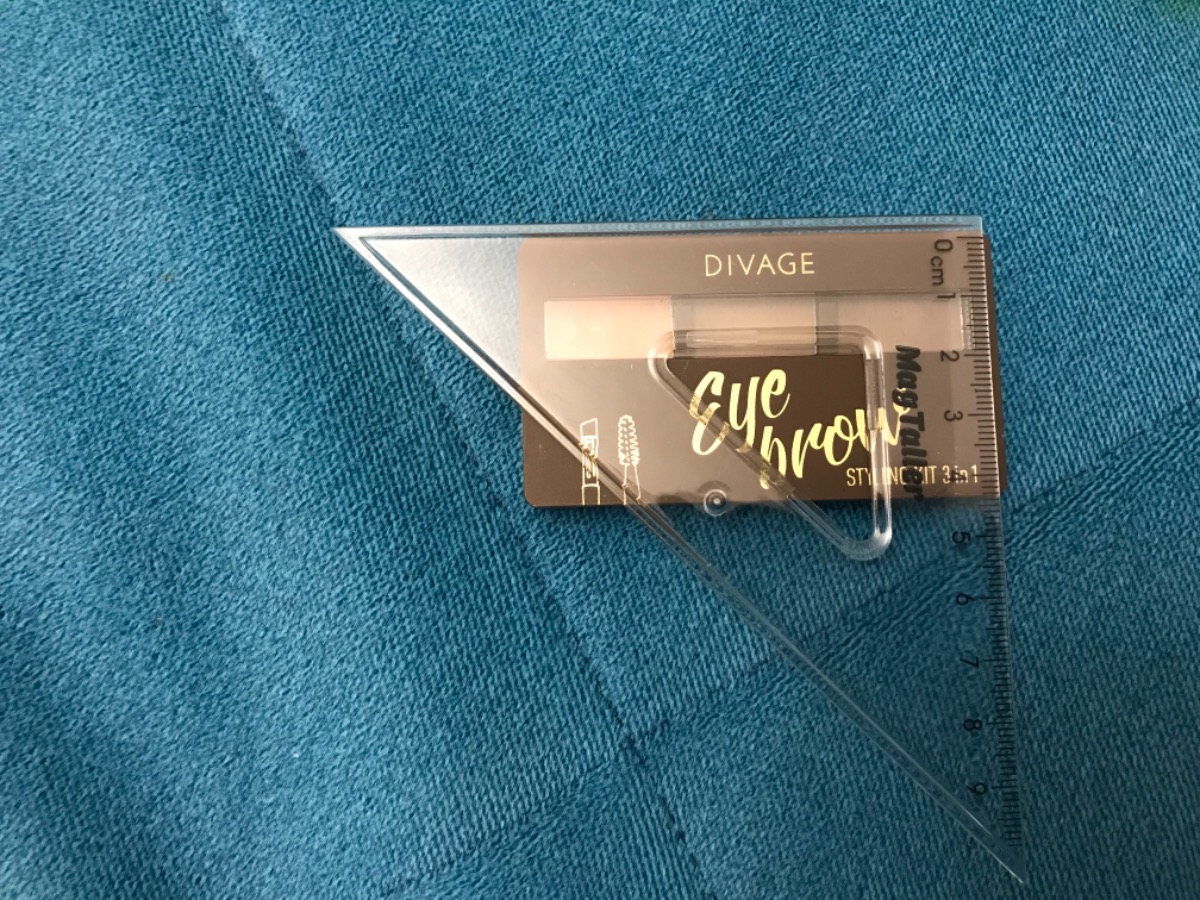 DIVAGE
Eye
brow
STYLING KIT 3 in 1
MagTaller
0 cm 1 2 3 5 6 7 8 9